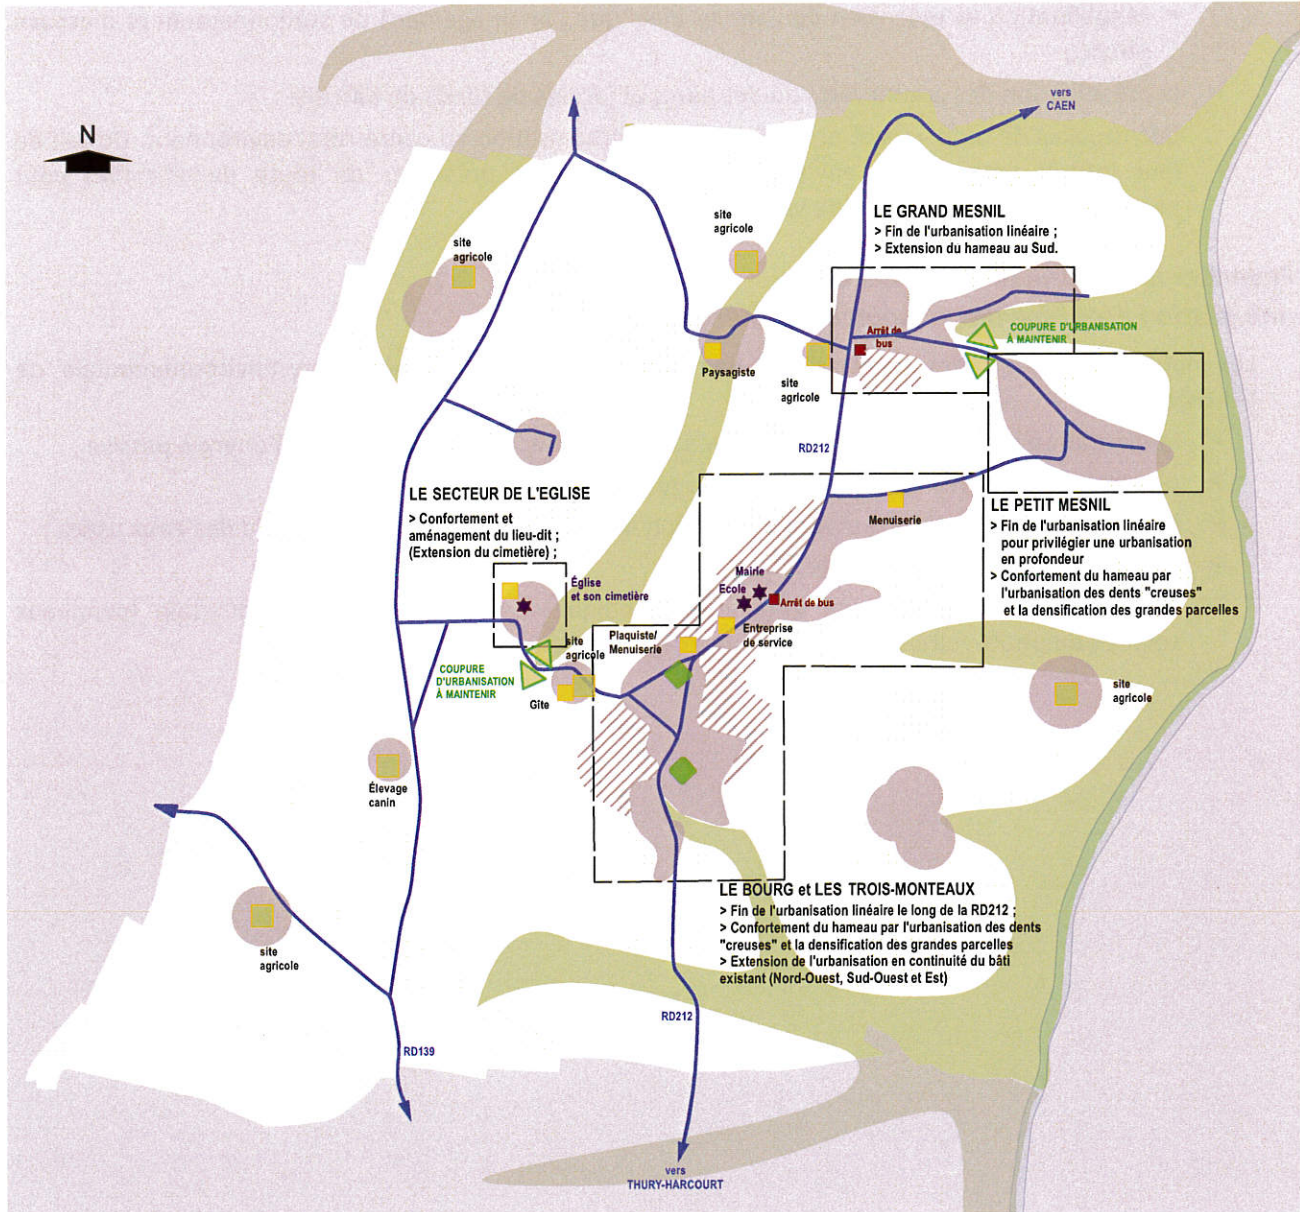 vers
CAEN
N
LE GRAND MESNIL
> Fin de l'urbanisation linéaire ;
> Extension du hameau au Sud.
site
agricole
site
agricole
Arrêt de
bus
COUPURE D'URBANISATION
À MAINTENIR
Paysagiste
site
agricole
RD212
LE SECTEUR DE L'EGLISE
> Confortement et
aménagement du lieu-dit ;
(Extension du cimetière) ;
Menuiserie
LE PETIT MESNIL
> Fin de l'urbanisation linéaire
pour privilégier une urbanisation
en profondeur
> Confortement du hameau par
l'urbanisation des dents "creuses"
et la densification des grandes parcelles
Église
et son cimetière
Mairie
Ecole
Arrêt de bus
Plaquiste/
Menuiserie
Entreprise
de service
site
agricole
COUPURE
D'URBANISATION
À MAINTENIR
Gîte
site
agricole
Élevage
canin
LE BOURG et LES TROIS-MONTEAUX
> Fin de l'urbanisation linéaire le long de la RD212 ;
> Confortement du hameau par l'urbanisation des dents
"creuses" et la densification des grandes parcelles
> Extension de l'urbanisation en continuité du bâti
existant (Nord-Ouest, Sud-Ouest et Est)
site
agricole
RD212
RD139
vers
THURY-HARCOURT